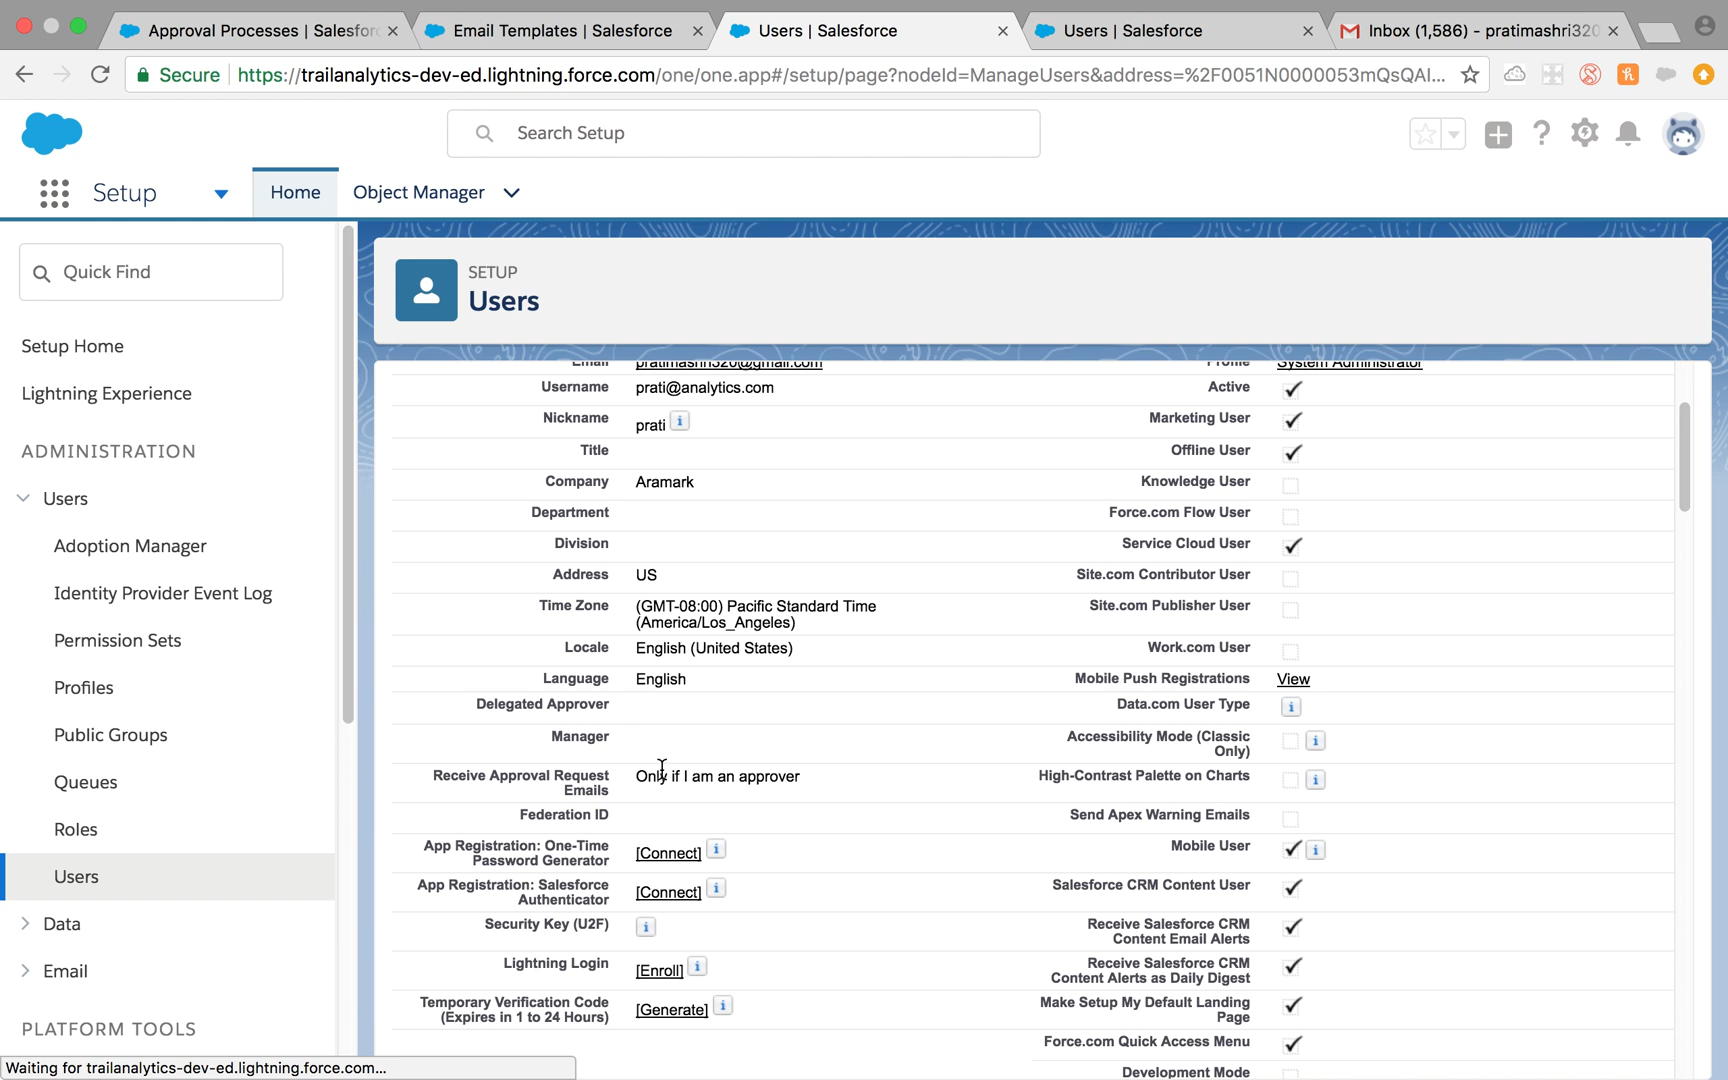 Approval Processes | Salesforc
Email Templates | Salesforce
Users | Salesforce
Users | Salesforce
Inbox (1,586) - pratimashri320
Secure
https://trailanalytics-dev-ed.lightning.force.com/one/one.app#/setup/page?nodeId=ManageUsers&address=%2F0051N0000053mQsQAI...
Search Setup
Setup
Home
Object Manager
Quick Find
Setup Home
Lightning Experience
ADMINISTRATION
Users
Adoption Manager
Identity Provider Event Log
Permission Sets
Profiles
Public Groups
Queues
Roles
Users
Data
Email
PLATFORM TOOLS
SETUP
Users
Email pratimashri320@gmail.com Profile System Administrator
Username prati@analytics.com Active
Nickname prati Marketing User
Title Offline User
Company Aramark Knowledge User
Department Force.com Flow User
Division Service Cloud User
Address US Site.com Contributor User
Time Zone (GMT-08:00) Pacific Standard Time Site.com Publisher User
(America/Los_Angeles)
Locale English (United States) Work.com User
Language English Mobile Push Registrations View
Delegated Approver Data.com User Type
Manager Accessibility Mode (Classic
Only)
Receive Approval Request Only if I am an approver High-Contrast Palette on Charts
Emails
Federation ID Send Apex Warning Emails
App Registration: One-Time [Connect] Mobile User
Password Generator
App Registration: Salesforce [Connect] Salesforce CRM Content User
Authenticator
Security Key (U2F) Receive Salesforce CRM
Content Email Alerts
Lightning Login [Enroll] Receive Salesforce CRM
Content Alerts as Daily Digest
Temporary Verification Code [Generate] Make Setup My Default Landing
(Expires in 1 to 24 Hours) Page
Force.com Quick Access Menu
Development Mode
Waiting for trailanalytics-dev-ed.lightning.force.com...